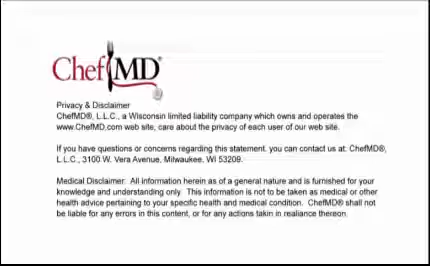 ChefMD®
Privacy & Disclaimer
ChefMD®, L.L.C., a Wisconsin limited liability company which owns and operates the
www.ChefMD.com web site, care about the privacy of each user of our web site.
If you have questions or concerns regarding this statement, you can contact us at: ChefMD®,
L.L.C., 3100 W. Vera Avenue, Milwaukee, WI 53209.
Medical Disclaimer: All information herein as of a general nature and is furnished for your
knowledge and understanding only. This information is not to be taken as medical or other
health advice pertaining to your specific health and medical condition. ChefMD® shall not
be liable for any errors in this content, or for any actions takin in realiance thereon.